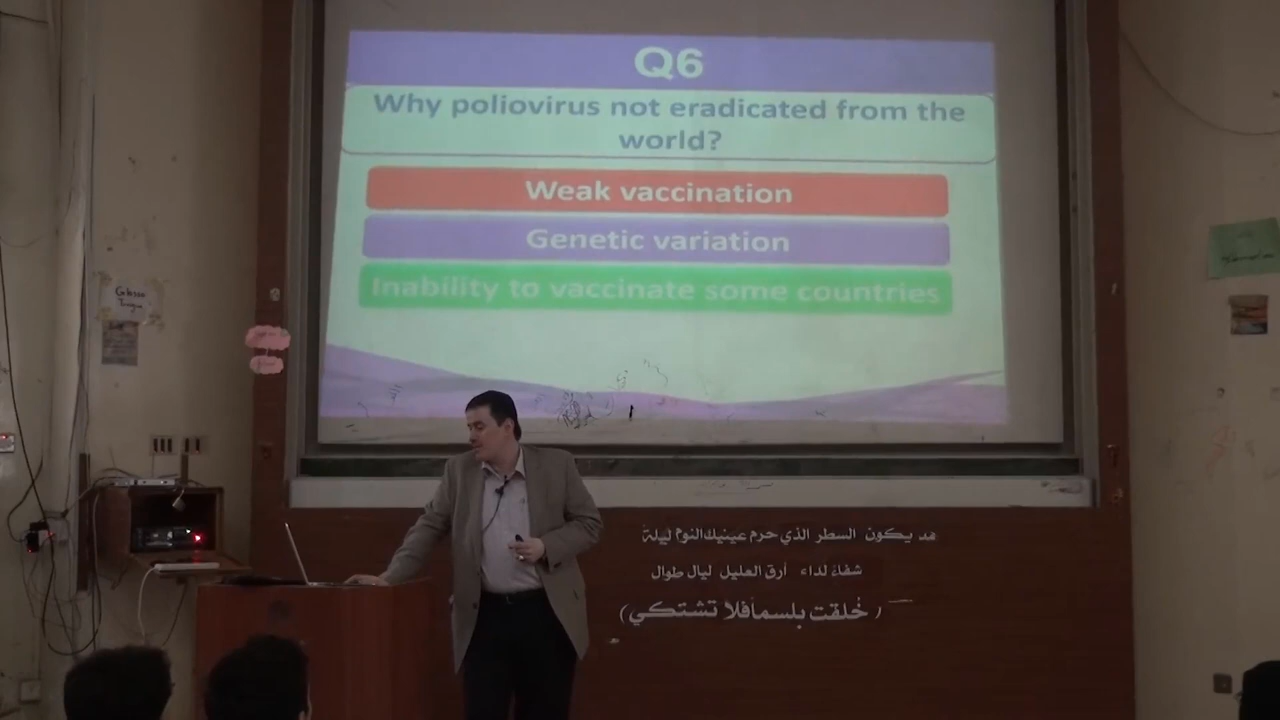 Q6
Why poliovirus not eradicated from the
world?
Weak vaccination
Genetic variation
Inability to vaccinate some countries
قد يكون السطر الذي حرم عينيك النوم ليلة
شفاءً لداء أرق العليل ليال طوال
(خُلقت بلسماً فلا تشتكي)